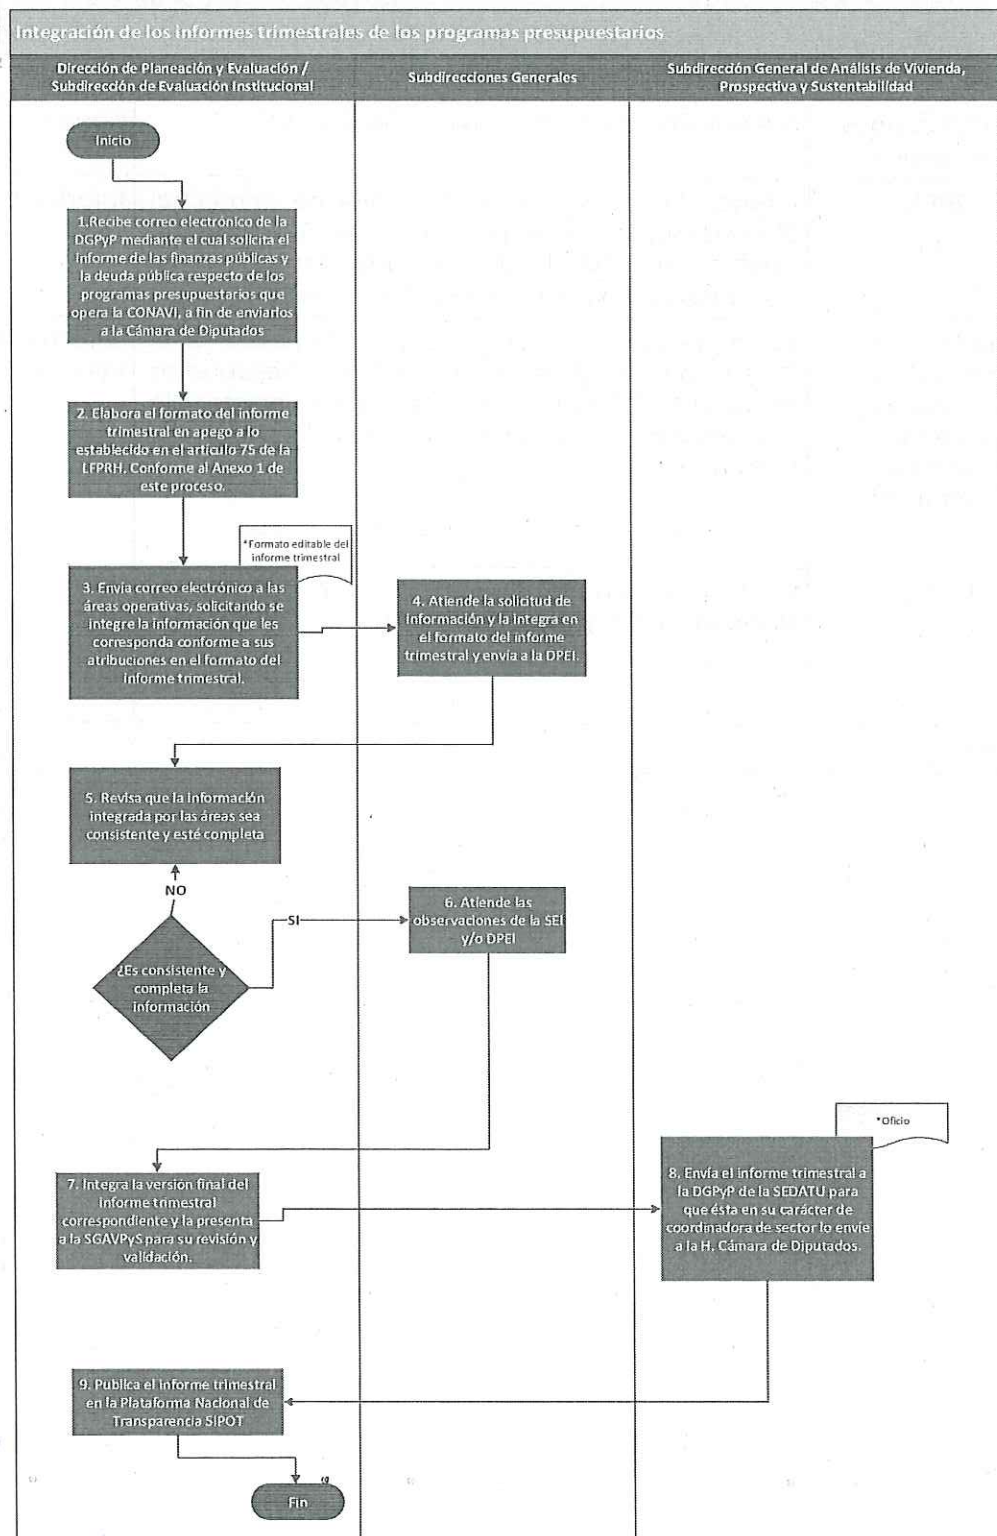 Integración de los informes trimestrales de los programas presupuestarios
Dirección de Planeación y Evaluación /
Subdirección de Evaluación Institucional
Subdirecciones Generales
Subdirección General de Análisis de Vivienda,
Prospectiva y Sustentabilidad
Inicio
1.Recibe correo electrónico de la
DGPyP mediante el cual solicita el
informe de las finanzas públicas y
la deuda pública respecto de los
programas presupuestarios que
opera la CONAVI, a fin de enviarlos
a la Cámara de Diputados
2. Elabora el formato del informe
trimestral en apego a lo
establecido en el artículo 75 de la
LFPRH. Conforme al Anexo 1 de
este proceso.
*Formato editable del
informe trimestral
3. Envía correo electrónico a las
áreas operativas, solicitando se
integre la información que les
corresponda conforme a sus
atribuciones en el formato del
informe trimestral.
4. Atiende la solicitud de
información y la integra en
el formato del informe
trimestral y envía a la DPEI.
5. Revisa que la información
integrada por las áreas sea
consistente y esté completa
NO
¿Es consistente y
completa la
información
SI
6. Atiende las
observaciones de la SEI
y/o DPEI
7. Integra la versión final del
informe trimestral
correspondiente y la presenta
a la SGAVPyS para su revisión y
validación.
*Oficio
8. Envía el informe trimestral a
la DGPyP de la SEDATU para
que ésta en su carácter de
coordinadora de sector lo envíe
a la H. Cámara de Diputados.
9. Publica el informe trimestral
en la Plataforma Nacional de
Transparencia SIPOT
Fin